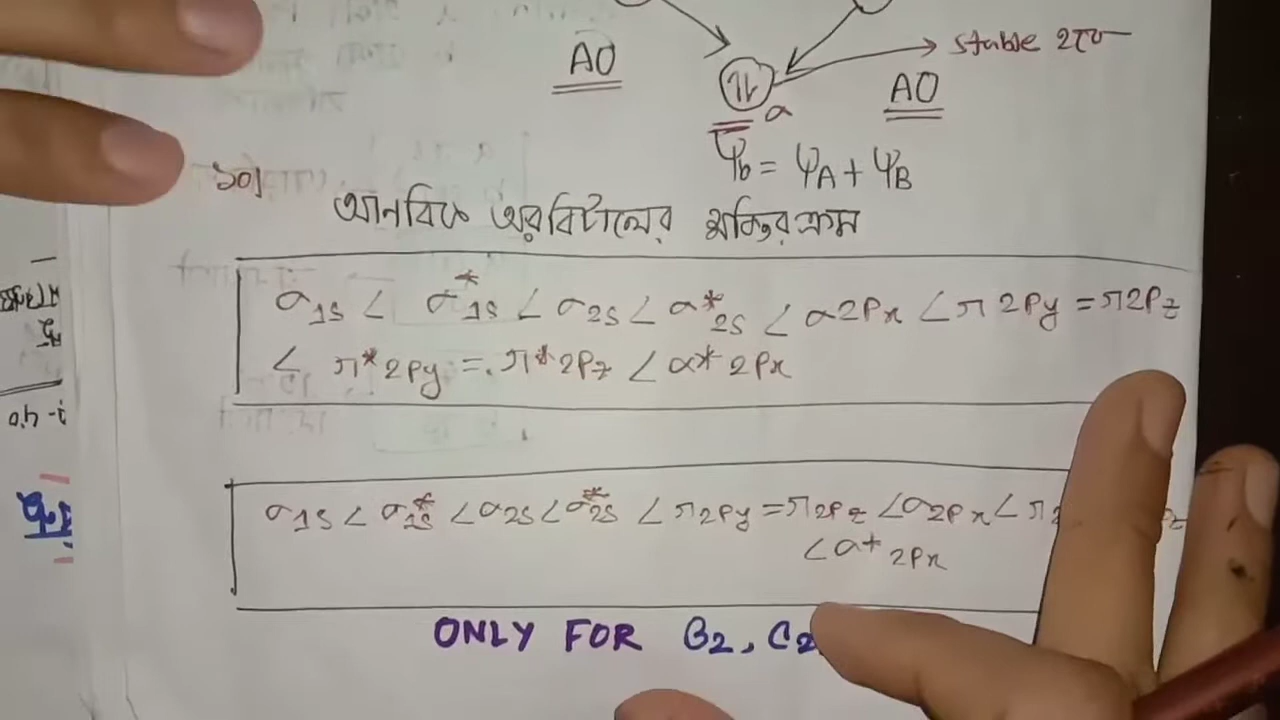 AO
stable হয়
AO
α
ψb = ψA + ψB
১০।
আনবিক অরবিটালের শক্তির ক্রম
σ1s < σ*1s < σ2s < σ*2s < σ2Px < π2Py = π2Pz
< π*2Py = π*2Pz < σ*2Px
σ1s < σ*1s < σ2s < σ*2s < π2Py = π2Pz < σ2Px <
< σ* 2Px
ONLY FOR B2, C2